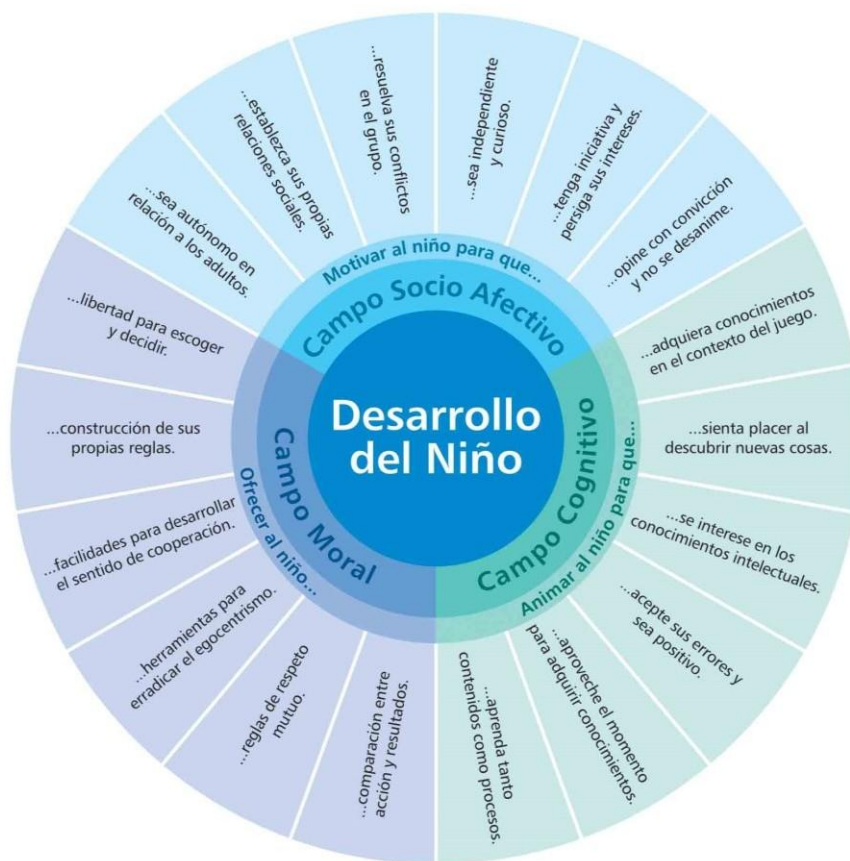 Desarrollo
del Niño
Campo Socio Afectivo
Motivar al niño para que...
...sea autónomo en
relación a los adultos.
...establezca sus propias
relaciones sociales.
...resuelva sus conflictos
en el grupo.
...sea independiente
y curioso.
...tenga iniciativa y
persiga sus intereses.
...opine con convicción
y no se desanime.
Campo Cognitivo
Animar al niño para que...
...adquiera conocimientos
en el contexto del juego.
...sienta placer al
descubrir nuevas cosas.
...se interese en los
conocimientos intelectuales.
...acepte sus errores y
sea positivo.
...aproveche el momento
para adquirir conocimientos.
...aprenda tanto
contenidos como procesos.
Campo Moral
Ofrecer al niño...
...comparación entre
acción y resultados.
...reglas de respeto
mutuo.
...herramientas para
erradicar el egocentrismo.
...facilidades para desarrollar
el sentido de cooperación.
...construcción de sus
propias reglas.
...libertad para escoger
y decidir.